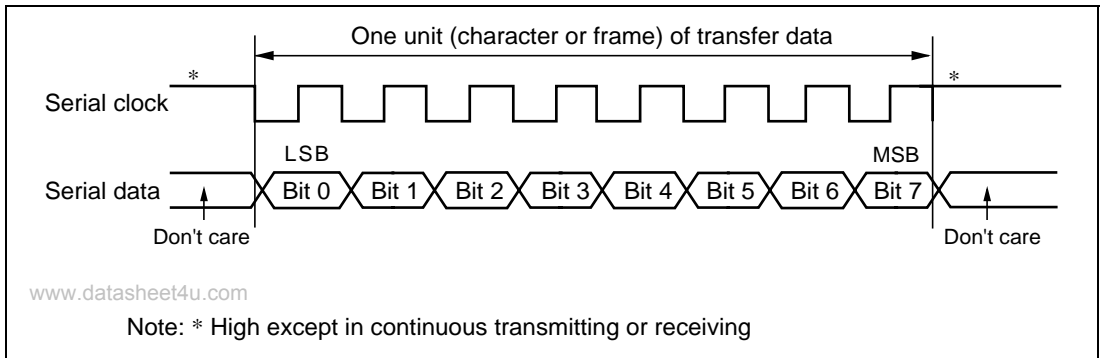 One unit (character or frame) of transfer data
* *
Serial clock
LSB MSB
Serial data Bit 0 Bit 1 Bit 2 Bit 3 Bit 4 Bit 5 Bit 6 Bit 7
Don't care Don't care
www.datasheet4u.com
Note: * High except in continuous transmitting or receiving